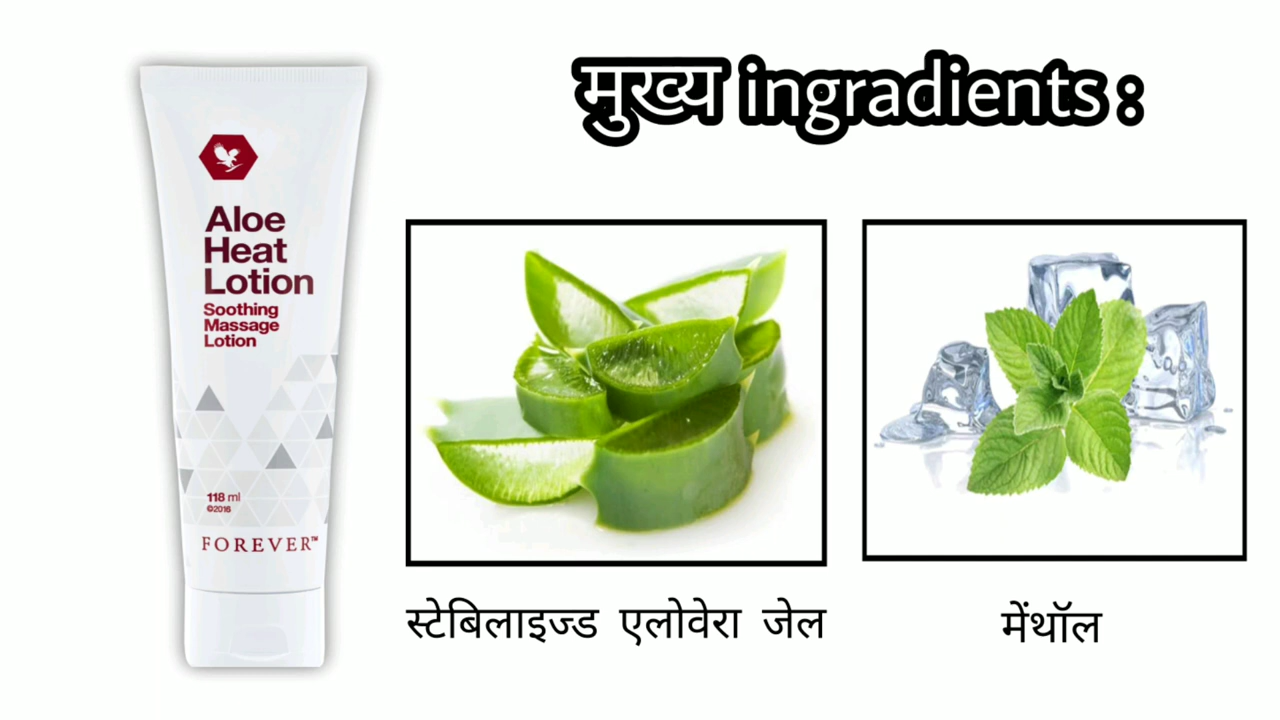 मुख्य ingradients :
Aloe
Heat
Lotion
Soothing
Massage
Lotion
118 ml
©2016
FOREVER™
स्टेबिलाइज्ड एलोवेरा जेल
मेंथॉल